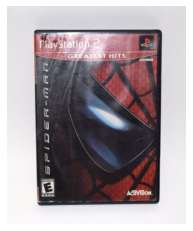 PlayStation 2
GREATEST HITS
SPIDER-MAN
E
ACTIVISION